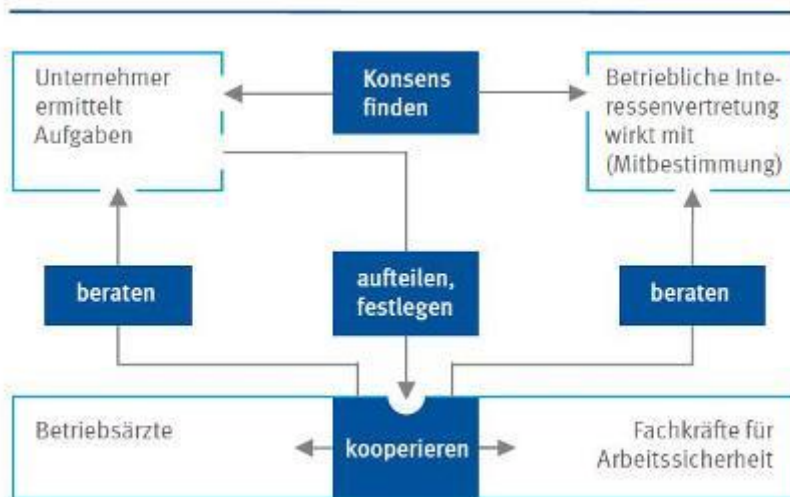 Unternehmer
ermittelt
Aufgaben
Konsens
finden
Betriebliche Inte-
ressenvertretung
wirkt mit
(Mitbestimmung)
beraten
aufteilen,
festlegen
beraten
Betriebsärzte
kooperieren
Fachkräfte für
Arbeitssicherheit